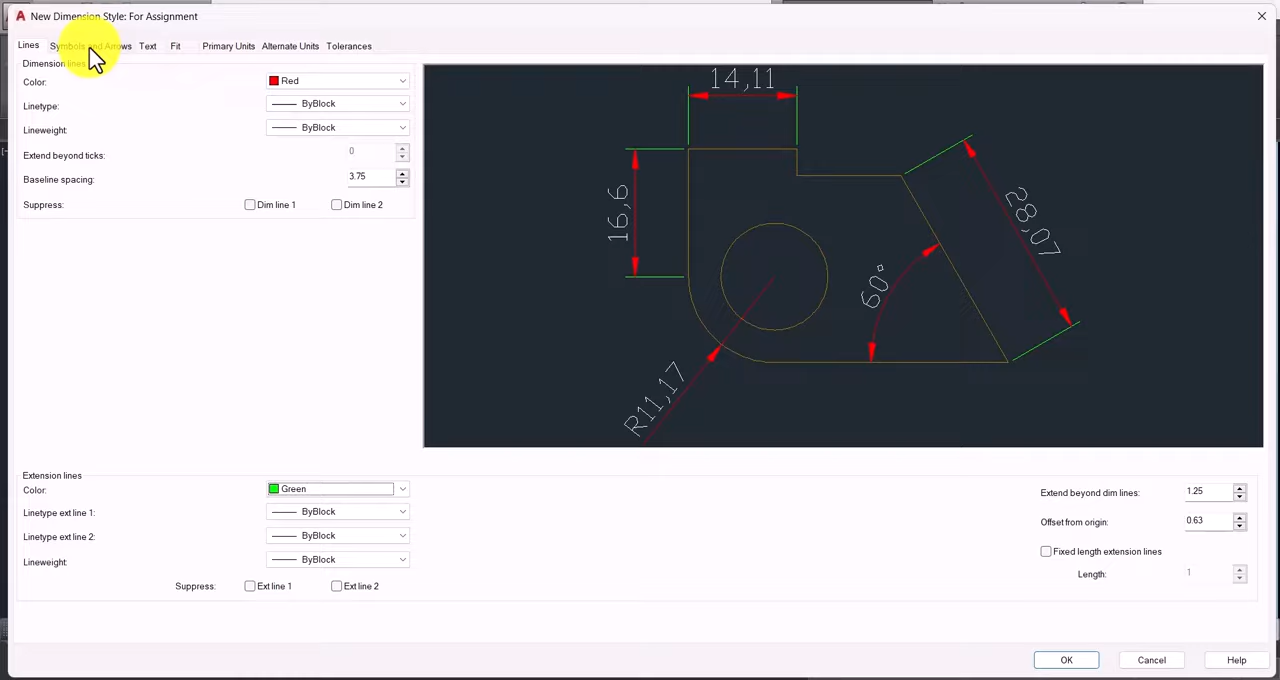 New Dimension Style: For Assignment
Lines Symbols and Arrows Text Fit Primary Units Alternate Units Tolerances
Dimension lines
Color: Red
Linetype: ByBlock
Lineweight: ByBlock
Extend beyond ticks: 0
Baseline spacing: 3.75
Suppress: Dim line 1 Dim line 2
14,11
16,6
28,07
60°
R11,17
Extension lines
Color: Green
Linetype ext line 1: ByBlock
Linetype ext line 2: ByBlock
Lineweight: ByBlock
Suppress: Ext line 1 Ext line 2
Extend beyond dim lines: 1.25
Offset from origin: 0.63
Fixed length extension lines
Length: 1
OK Cancel Help